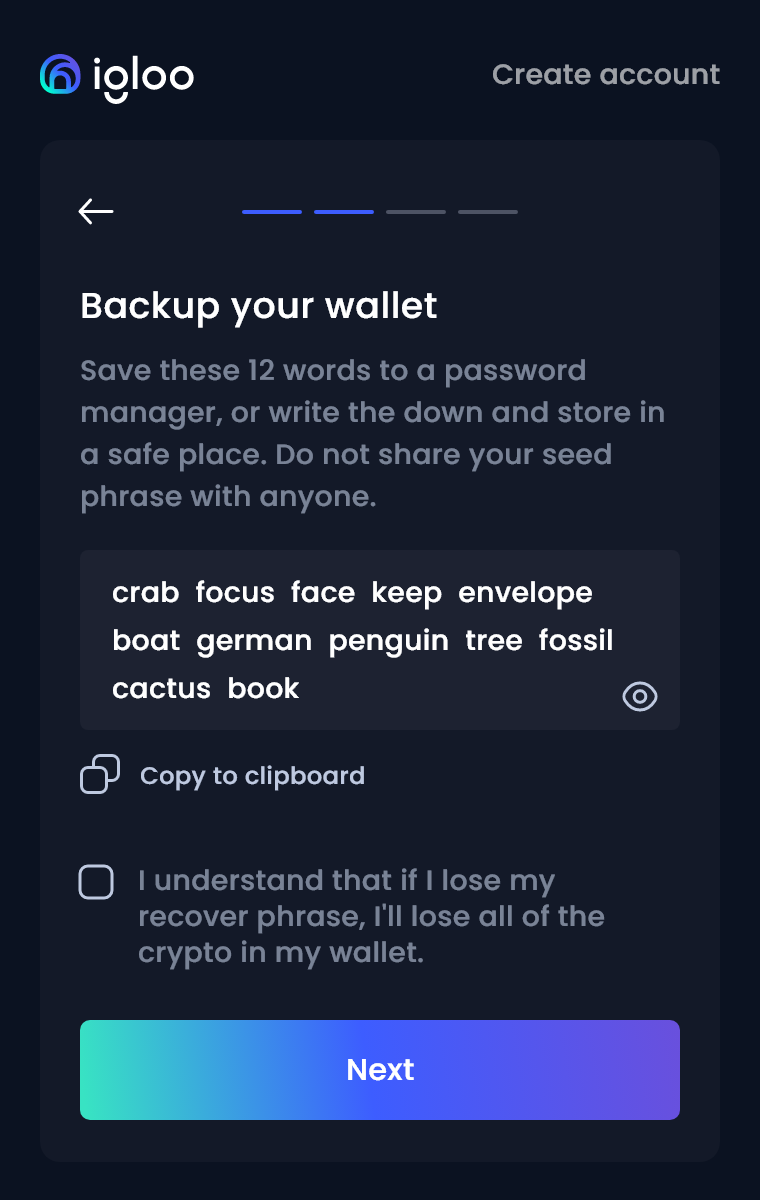 igloo
Create account
Backup your wallet
Save these 12 words to a password
manager, or write the down and store in
a safe place. Do not share your seed
phrase with anyone.
crab focus face keep envelope
boat german penguin tree fossil
cactus book
Copy to clipboard
I understand that if I lose my
recover phrase, I'll lose all of the
crypto in my wallet.
Next